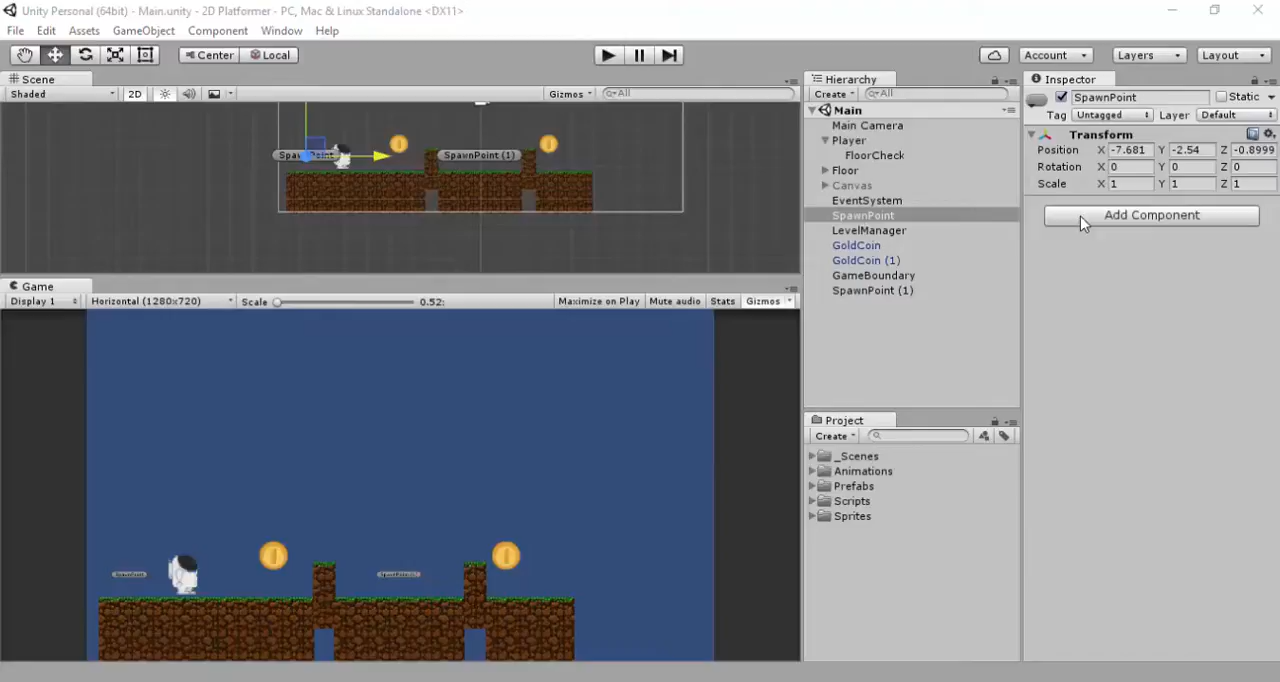 Unity Personal (64bit) - Main.unity - 2D Platformer - PC, Mac & Linux Standalone <DX11>
File Edit Assets GameObject Component Window Help
Center Local Account Layers Layout
Scene
Shaded 2D Gizmos All
SpawnPoint SpawnPoint (1)
Game
Display 1 Horizontal (1280x720) Scale 0.52: Maximize on Play Mute audio Stats Gizmos
SpawnPoint
Hierarchy
Create All
Main
Main Camera
Player
FloorCheck
Floor
Canvas
EventSystem
SpawnPoint
LevelManager
GoldCoin
GoldCoin (1)
GameBoundary
SpawnPoint (1)
Project
Create
_Scenes
Animations
Prefabs
Scripts
Sprites
Inspector
SpawnPoint Static
Tag Untagged Layer Default
Transform
Position X -7.681 Y -2.54 Z -0.8999
Rotation X 0 Y 0 Z 0
Scale X 1 Y 1 Z 1
Add Component